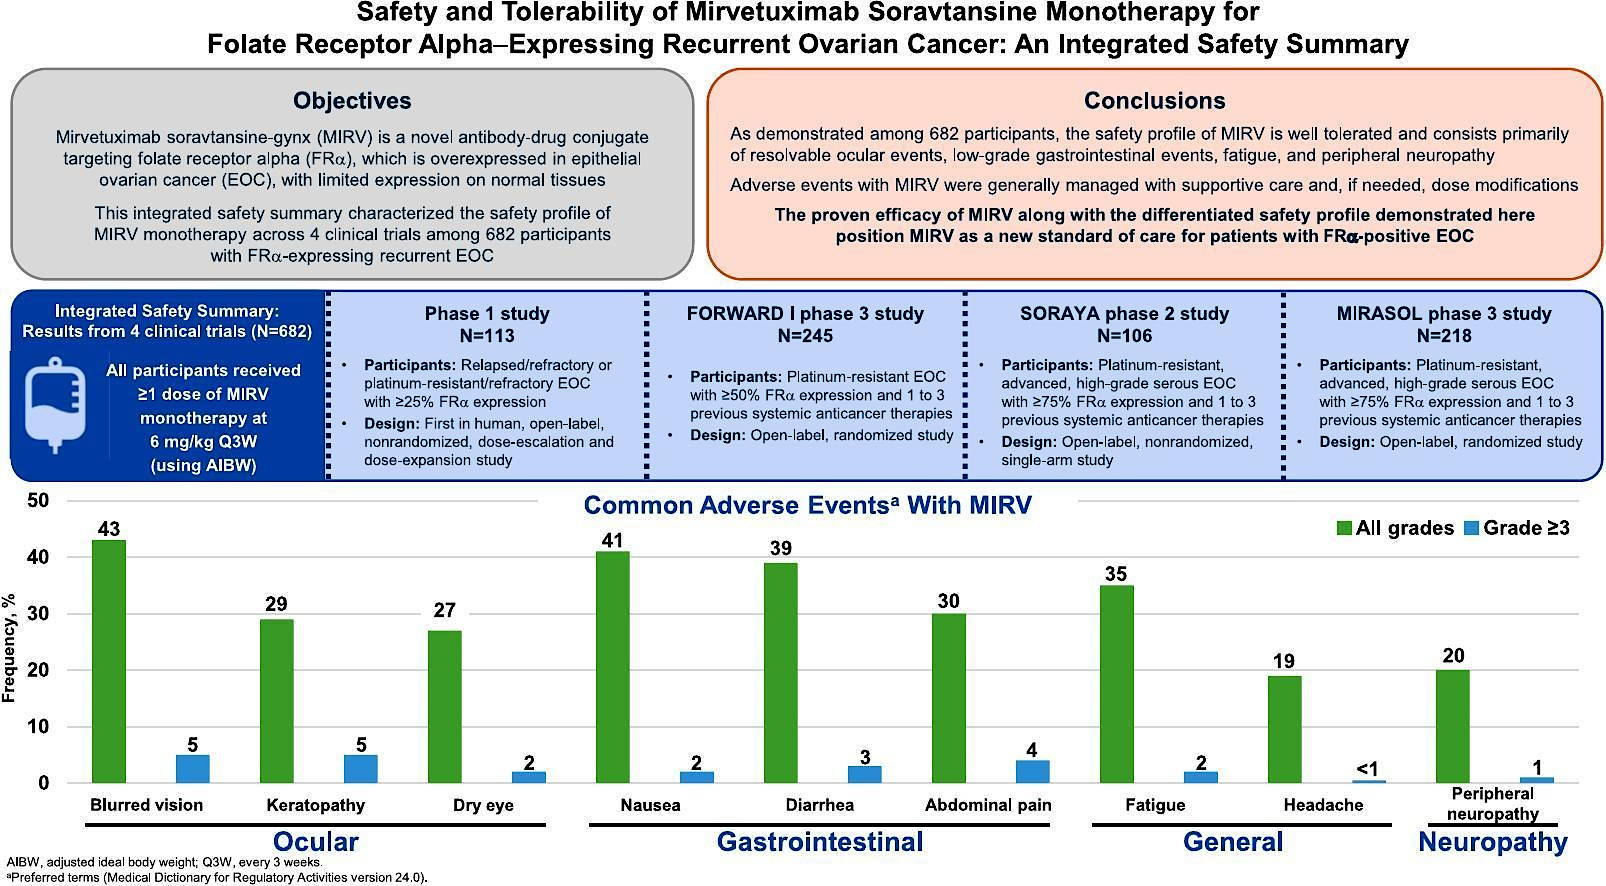 Safety and Tolerability of Mirvetuximab Soravtansine Monotherapy for
Folate Receptor Alpha–Expressing Recurrent Ovarian Cancer: An Integrated Safety Summary
Objectives
Mirvetuximab soravtansine-gynx (MIRV) is a novel antibody-drug conjugate
targeting folate receptor alpha (FRα), which is overexpressed in epithelial
ovarian cancer (EOC), with limited expression on normal tissues
This integrated safety summary characterized the safety profile of
MIRV monotherapy across 4 clinical trials among 682 participants
with FRα-expressing recurrent EOC
Conclusions
As demonstrated among 682 participants, the safety profile of MIRV is well tolerated and consists primarily
of resolvable ocular events, low-grade gastrointestinal events, fatigue, and peripheral neuropathy
Adverse events with MIRV were generally managed with supportive care and, if needed, dose modifications
The proven efficacy of MIRV along with the differentiated safety profile demonstrated here
position MIRV as a new standard of care for patients with FRα-positive EOC
Integrated Safety Summary:
Results from 4 clinical trials (N=682)
All participants received
≥1 dose of MIRV
monotherapy at
6 mg/kg Q3W
(using AIBW)
Phase 1 study
N=113
• Participants: Relapsed/refractory or
platinum-resistant/refractory EOC
with ≥25% FRα expression
• Design: First in human, open-label,
nonrandomized, dose-escalation and
dose-expansion study
FORWARD I phase 3 study
N=245
• Participants: Platinum-resistant EOC
with ≥50% FRα expression and 1 to 3
previous systemic anticancer therapies
• Design: Open-label, randomized study
SORAYA phase 2 study
N=106
• Participants: Platinum-resistant,
advanced, high-grade serous EOC
with ≥75% FRα expression and 1 to 3
previous systemic anticancer therapies
• Design: Open-label, nonrandomized,
single-arm study
MIRASOL phase 3 study
N=218
• Participants: Platinum-resistant,
advanced, high-grade serous EOC
with ≥75% FRα expression and 1 to 3
previous systemic anticancer therapies
• Design: Open-label, randomized study
Common Adverse Eventsᵃ With MIRV
All grades Grade ≥3
Frequency, %
50
40
30
20
10
0
43 5
29 5
27 2
41 2
39 3
30 4
35 2
19 <1
20 1
Blurred vision Keratopathy Dry eye Nausea Diarrhea Abdominal pain Fatigue Headache Peripheral
neuropathy
Ocular Gastrointestinal General Neuropathy
AIBW, adjusted ideal body weight; Q3W, every 3 weeks.
ᵃPreferred terms (Medical Dictionary for Regulatory Activities version 24.0).